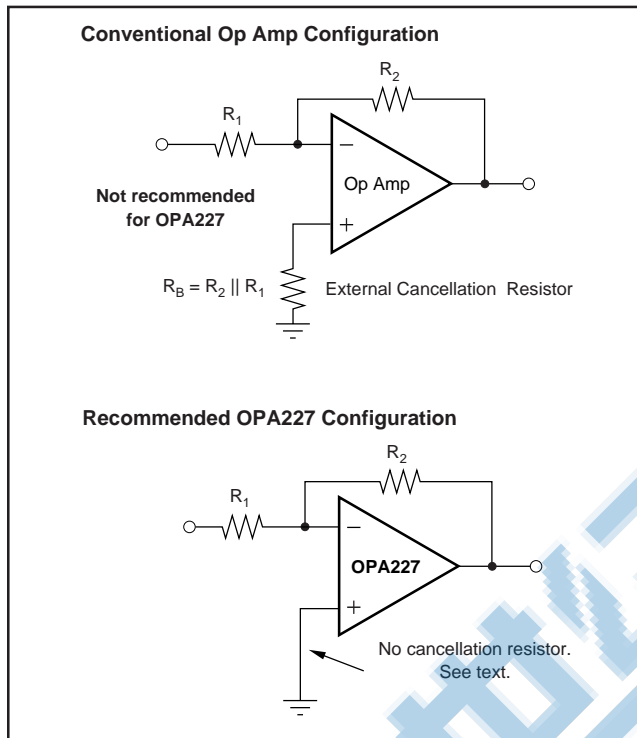 Conventional Op Amp Configuration
R2
R1
−
Op Amp
+
Not recommended
for OPA227
RB = R2 || R1
External Cancellation Resistor
Recommended OPA227 Configuration
R2
R1
−
OPA227
+
No cancellation resistor.
See text.